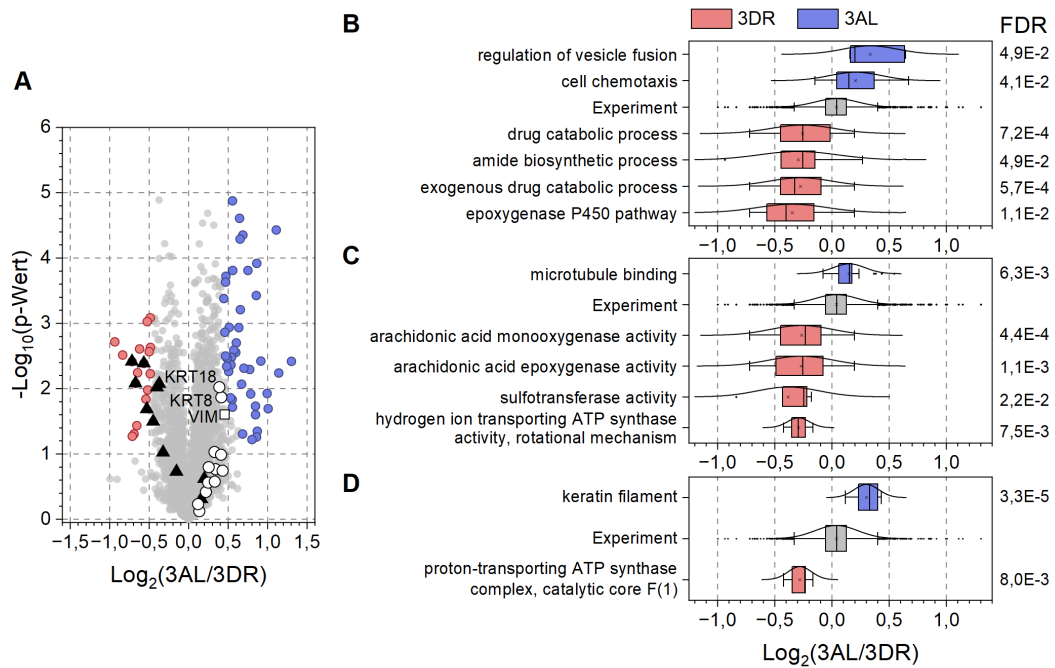 A
6
5
4
3
2
1
0
-Log10(p-Wert)
KRT18
KRT8
VIM
−1,5 −1,0 −0,5 0,0 0,5 1,0 1,5
Log2(3AL/3DR)
3DR 3AL
FDR
B
regulation of vesicle fusion 4,9E-2
cell chemotaxis 4,1E-2
Experiment
drug catabolic process 7,2E-4
amide biosynthetic process 4,9E-2
exogenous drug catabolic process 5,7E-4
epoxygenase P450 pathway 1,1E-2
−1,0 −0,5 0,0 0,5 1,0
C
microtubule binding 6,3E-3
Experiment
arachidonic acid monooxygenase activity 4,4E-4
arachidonic acid epoxygenase activity 1,1E-3
sulfotransferase activity 2,2E-2
hydrogen ion transporting ATP synthase
activity, rotational mechanism 7,5E-3
−1,0 −0,5 0,0 0,5 1,0
D
keratin filament 3,3E-5
Experiment
proton-transporting ATP synthase
complex, catalytic core F(1) 8,0E-3
−1,0 −0,5 0,0 0,5 1,0
Log2(3AL/3DR)